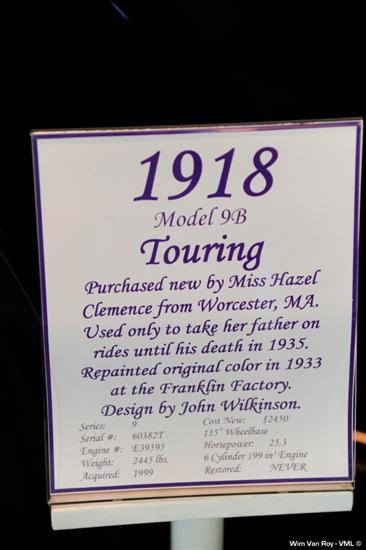 1918
Model 9B
Touring
Purchased new by Miss Hazel
Clemence from Worcester, MA.
Used only to take her father on
rides until his death in 1935.
Repainted original color in 1933
at the Franklin Factory.
Design by John Wilkinson.
Series: 9
Serial #: 60382T
Engine #: E39595
Weight: 2445 lbs.
Acquired: 1999
Cost New: $2450
115" Wheelbase
Horsepower: 25.3
6 Cylinder 199 in³ Engine
Restored: NEVER
Wim Van Roy - VML ©